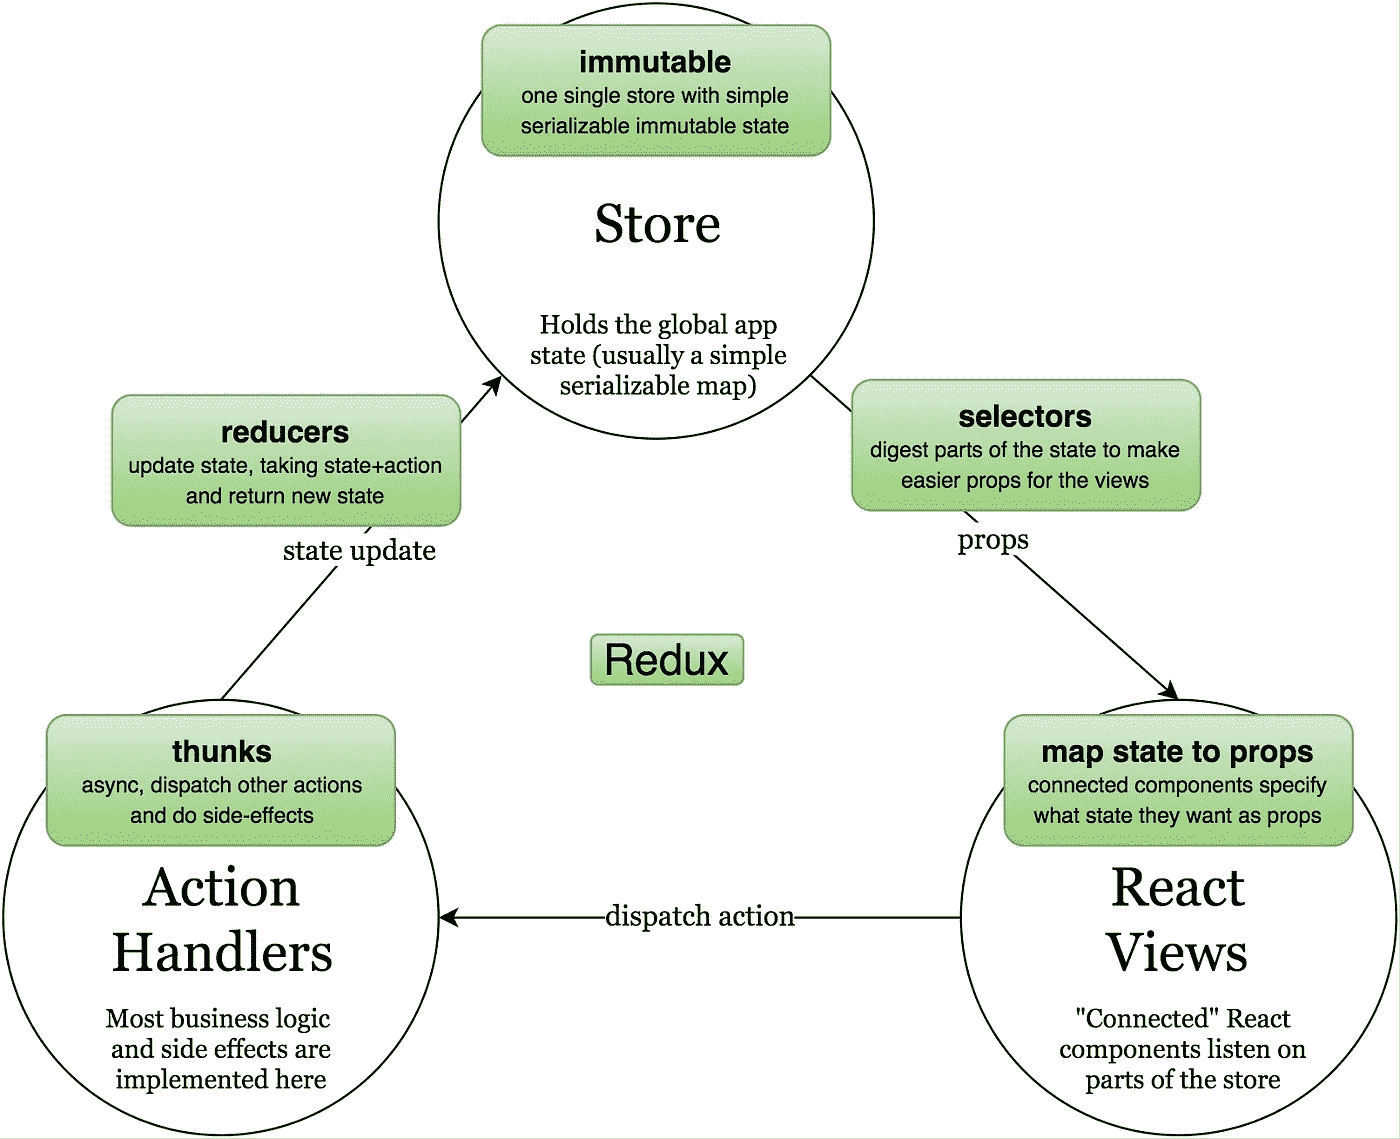 immutable
one single store with simple
serializable immutable state
Store
Holds the global app
state (usually a simple
serializable map)
reducers
update state, taking state+action
and return new state
state update
selectors
digest parts of the state to make
easier props for the views
props
Redux
thunks
async, dispatch other actions
and do side-effects
Action
Handlers
Most business logic
and side effects are
implemented here
dispatch action
map state to props
connected components specify
what state they want as props
React
Views
"Connected" React
components listen on
parts of the store